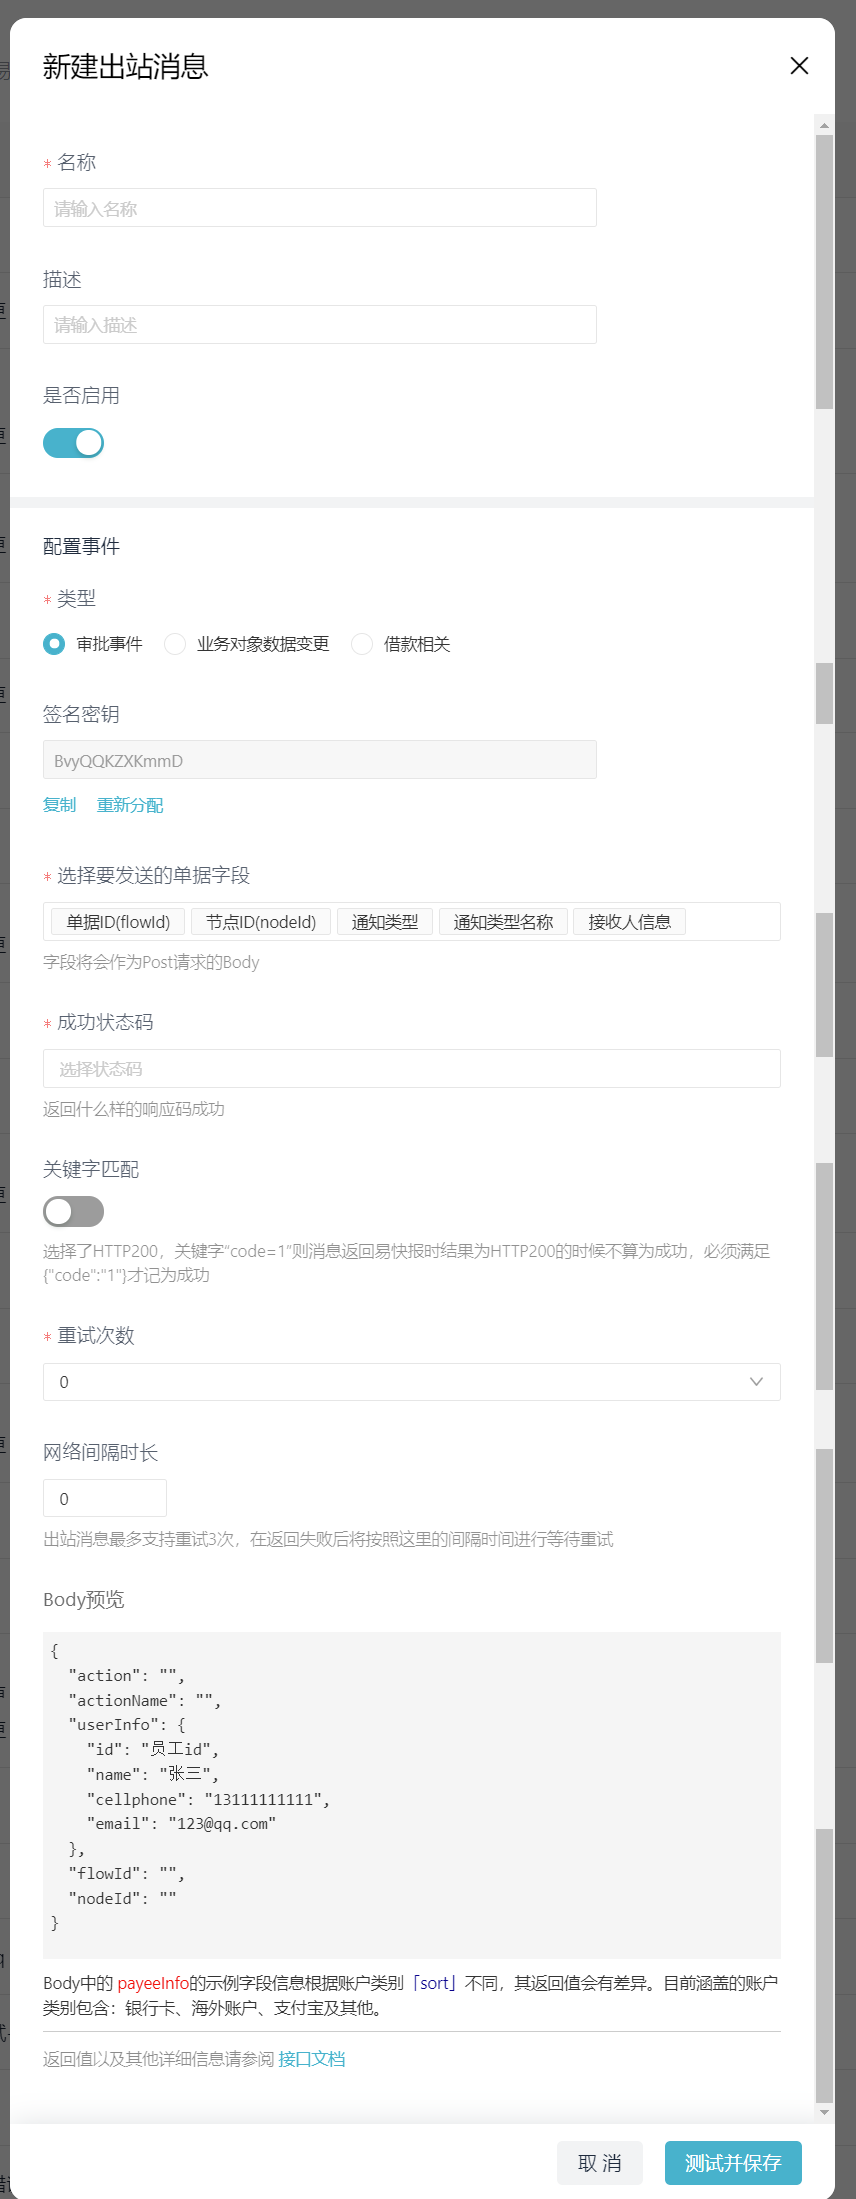 新建出站消息
* 名称
请输入名称
描述
请输入描述
是否启用
配置事件
* 类型
审批事件 业务对象数据变更 借款相关
签名密钥
BvyQQKZXKmmD
复制 重新分配
* 选择要发送的单据字段
单据ID(flowId) 节点ID(nodeId) 通知类型 通知类型名称 接收人信息
字段将会作为Post请求的Body
* 成功状态码
选择状态码
返回什么样的响应码成功
关键字匹配
选择了HTTP200，关键字“code=1”则消息返回易快报时结果为HTTP200的时候不算为成功，必须满足
{"code":"1"}才记为成功
* 重试次数
0
网络间隔时长
0
出站消息最多支持重试3次，在返回失败后将按照这里的间隔时间进行等待重试
Body预览
{
"action": "",
"actionName": "",
"userInfo": {
"id": "员工id",
"name": "张三",
"cellphone": "13111111111",
"email": "123@qq.com"
},
"flowId": "",
"nodeId": ""
}
Body中的 payeeInfo的示例字段信息根据账户类别「sort」不同，其返回值会有差异。目前涵盖的账户
类别包含：银行卡、海外账户、支付宝及其他。
返回值以及其他详细信息请参阅 接口文档
取 消 测试并保存